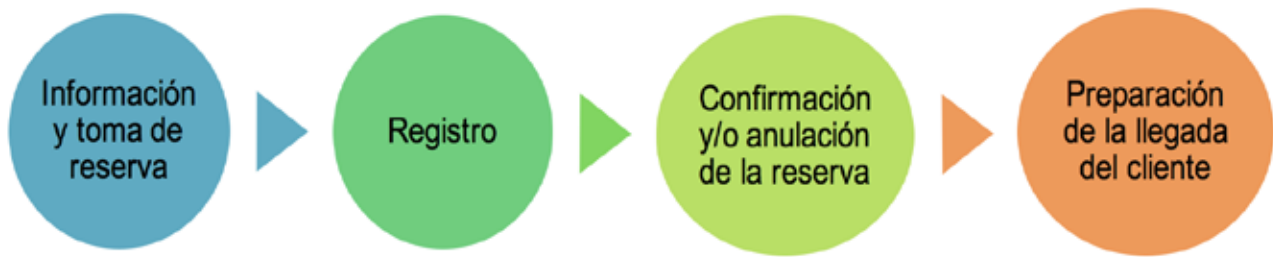 Información
y toma de
reserva
Registro
Confirmación
y/o anulación
de la reserva
Preparación
de la llegada
del cliente